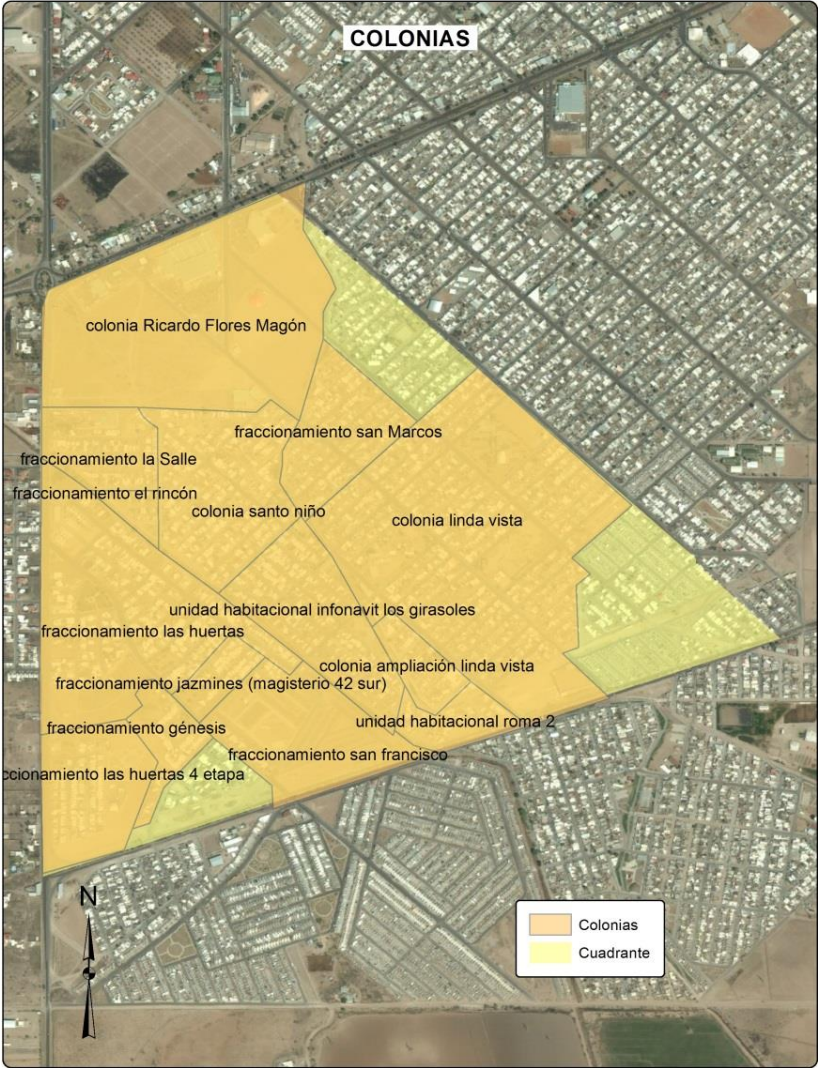 COLONIAS
colonia Ricardo Flores Magón
fraccionamiento san Marcos
fraccionamiento la Salle
fraccionamiento el rincón
colonia santo niño
colonia linda vista
unidad habitacional infonavit los girasoles
fraccionamiento las huertas
colonia ampliación linda vista
fraccionamiento jazmines (magisterio 42 sur)
unidad habitacional roma 2
fraccionamiento génesis
fraccionamiento san francisco
ccionamiento las huertas 4 etapa
N
Colonias
Cuadrante